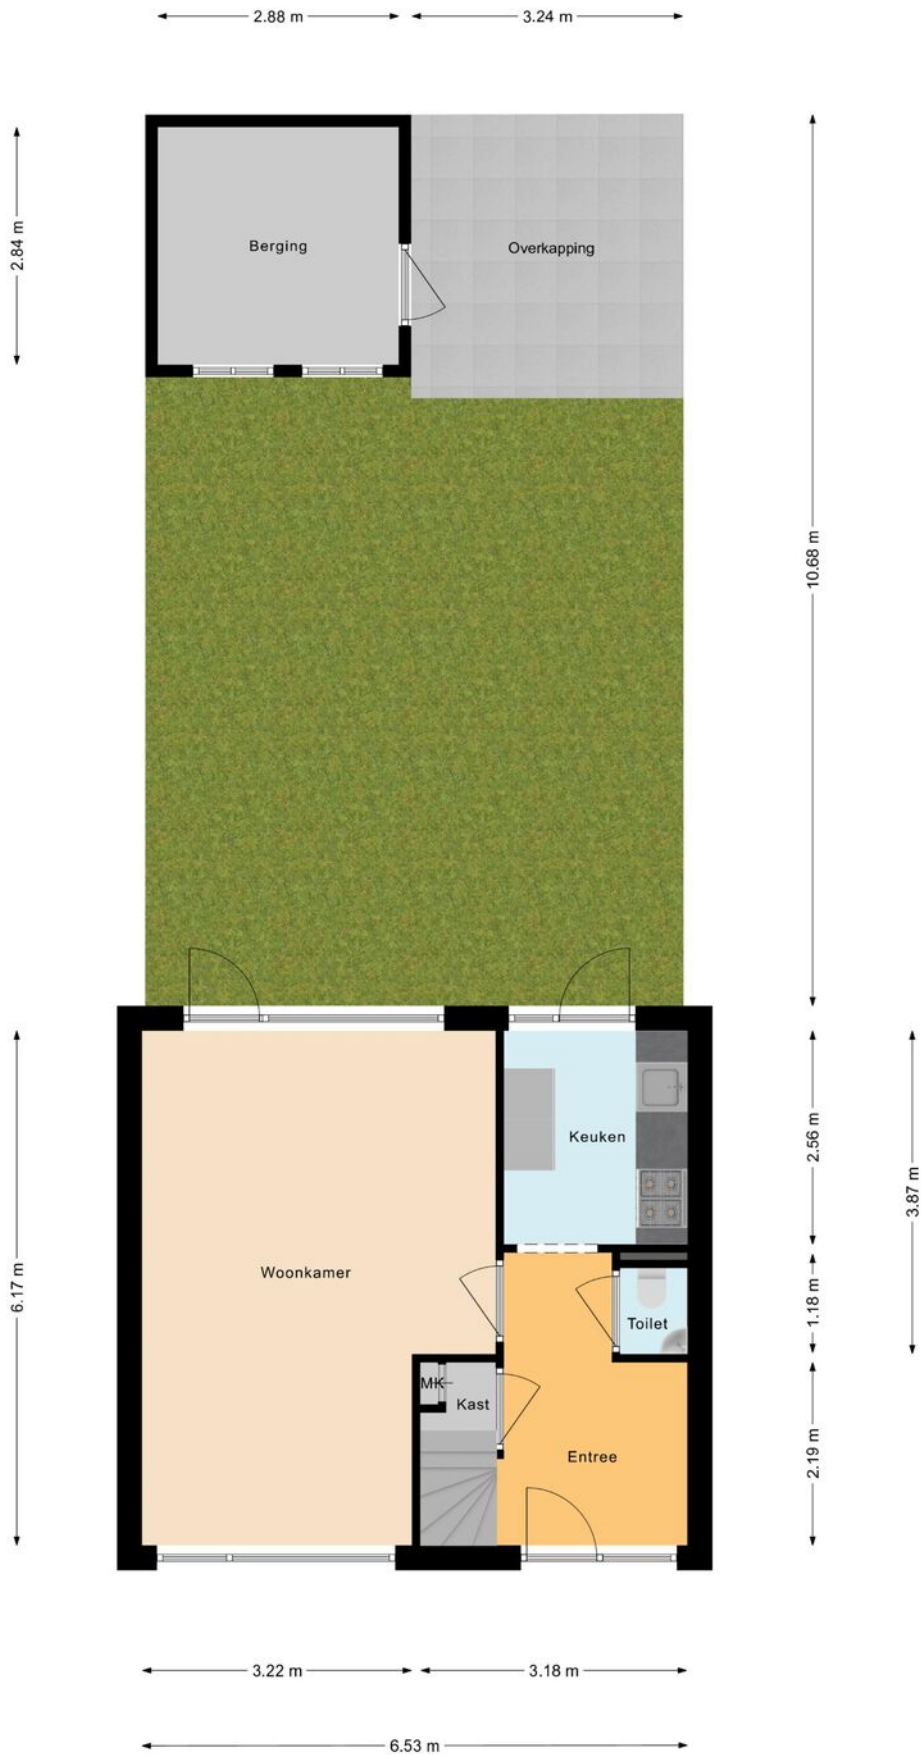 2.88 m
3.24 m
2.84 m
Berging
Overkapping
10.68 m
6.17 m
Keuken
2.56 m
3.87 m
Woonkamer
1.18 m
Toilet
MK
Kast
Entree
2.19 m
3.22 m
3.18 m
6.53 m